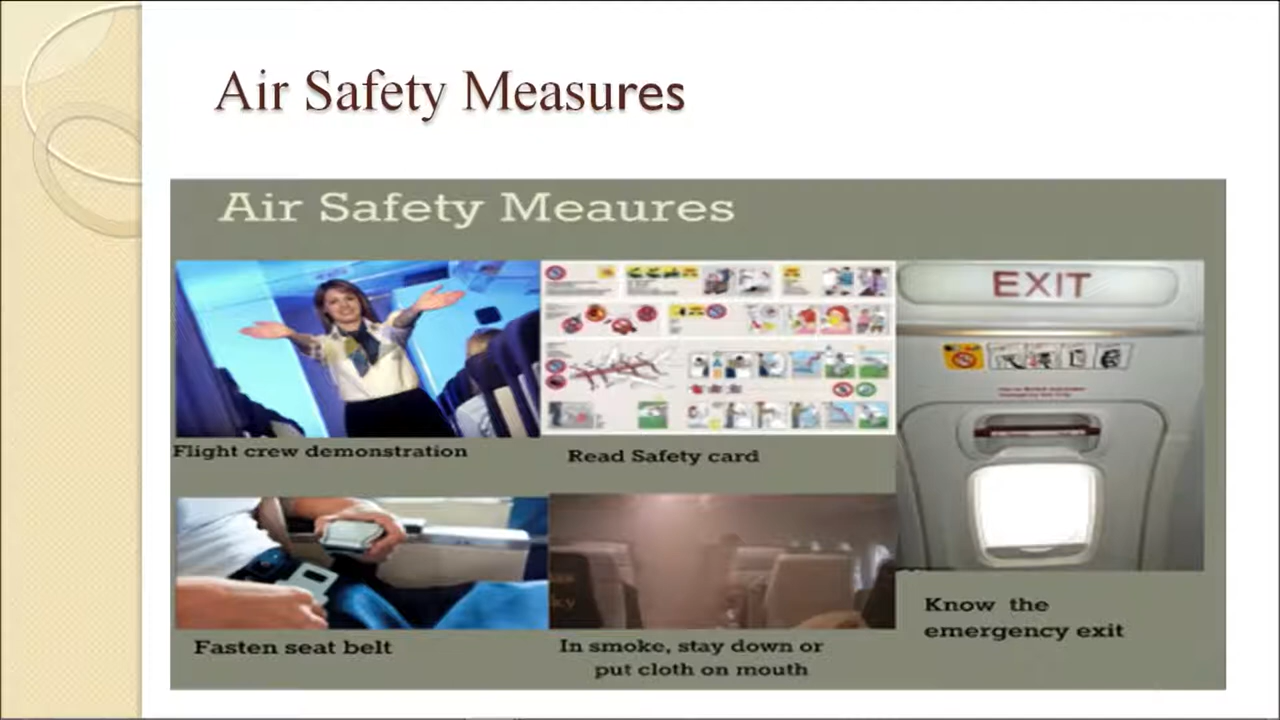 Air Safety Measures
Air Safety Meaures
EXIT
Flight crew demonstration
Read Safety card
Know the
emergency exit
Fasten seat belt
In smoke, stay down or
put cloth on mouth